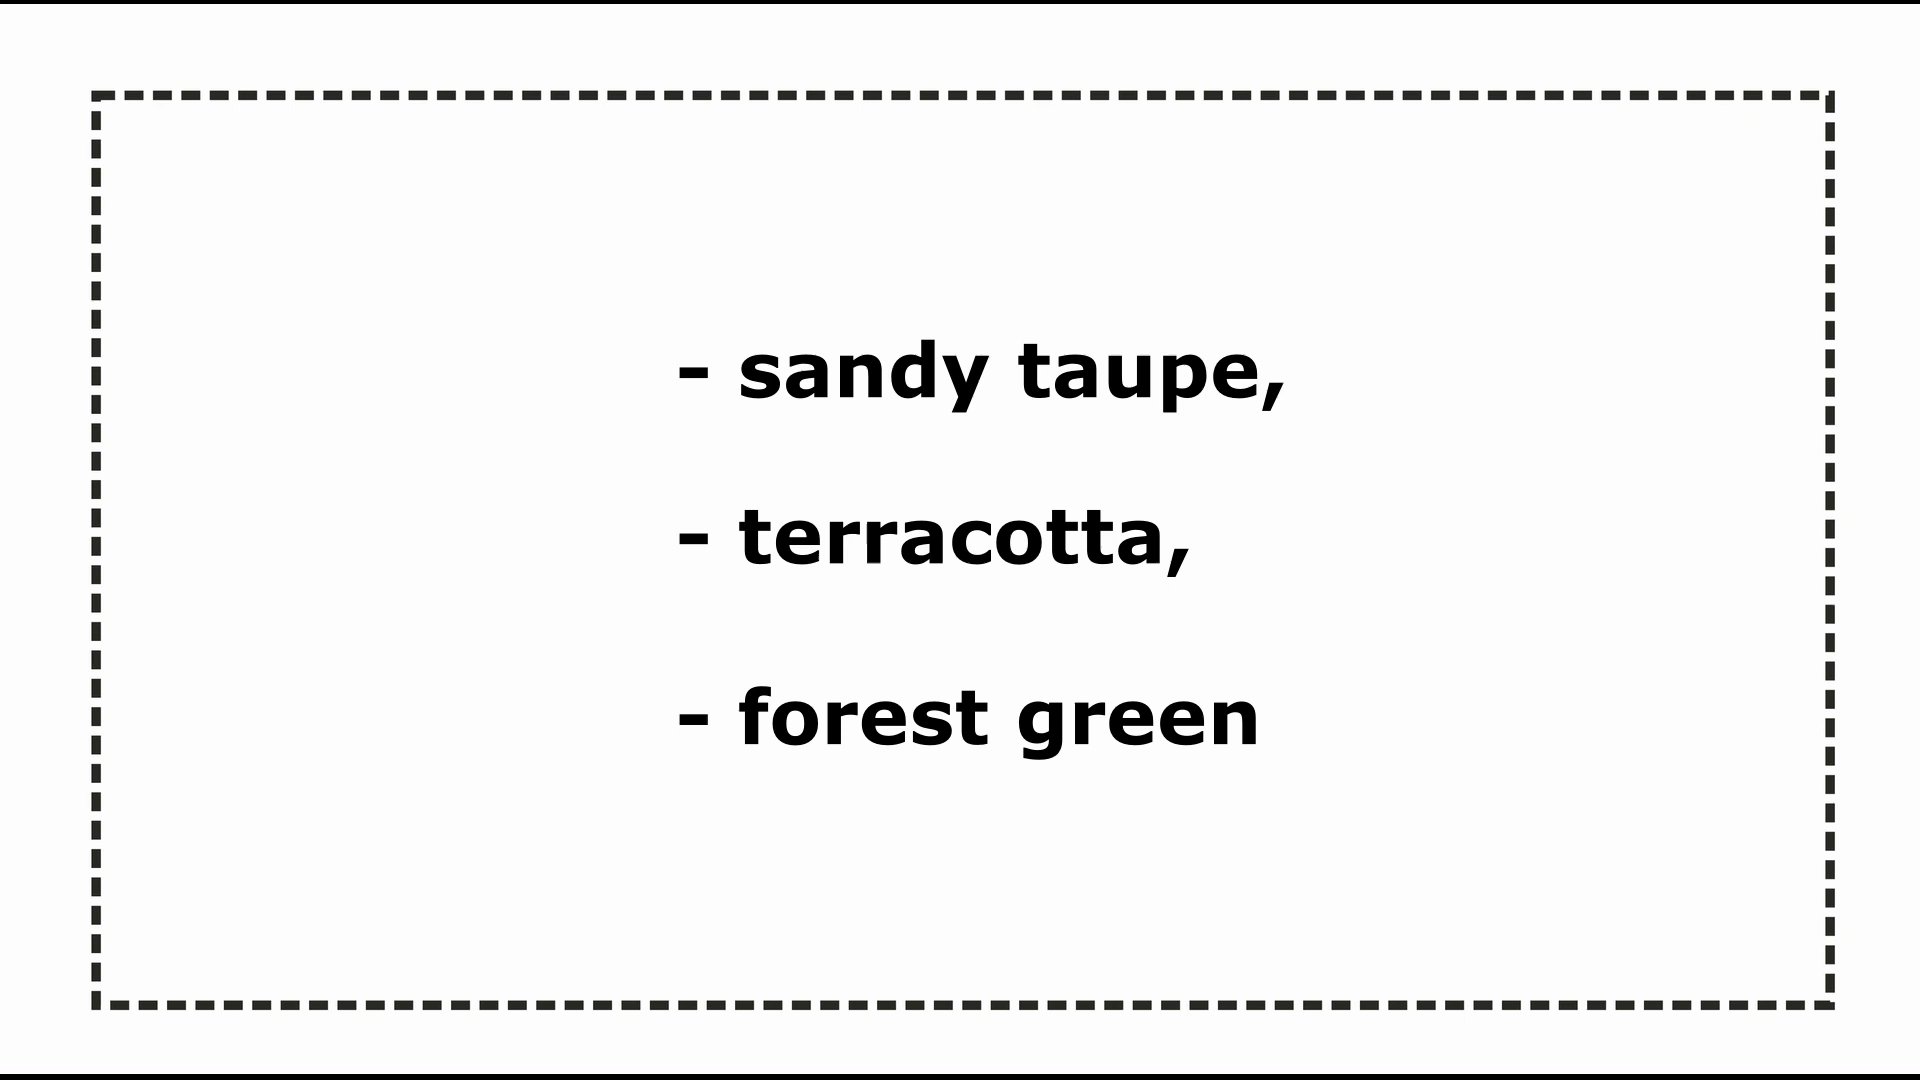 - sandy taupe,
- terracotta,
- forest green